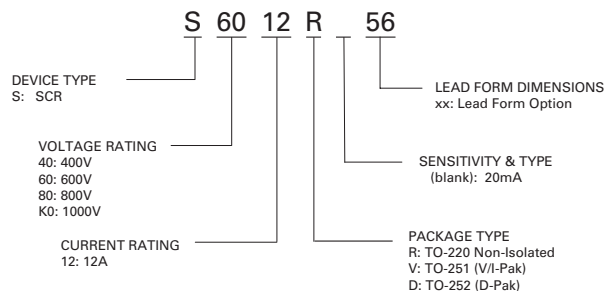 S 60 12 R _ 56
DEVICE TYPE
S: SCR
LEAD FORM DIMENSIONS
xx: Lead Form Option
VOLTAGE RATING
40: 400V
60: 600V
80: 800V
K0: 1000V
SENSITIVITY & TYPE
(blank): 20mA
CURRENT RATING
12: 12A
PACKAGE TYPE
R: TO-220 Non-Isolated
V: TO-251 (V/I-Pak)
D: TO-252 (D-Pak)